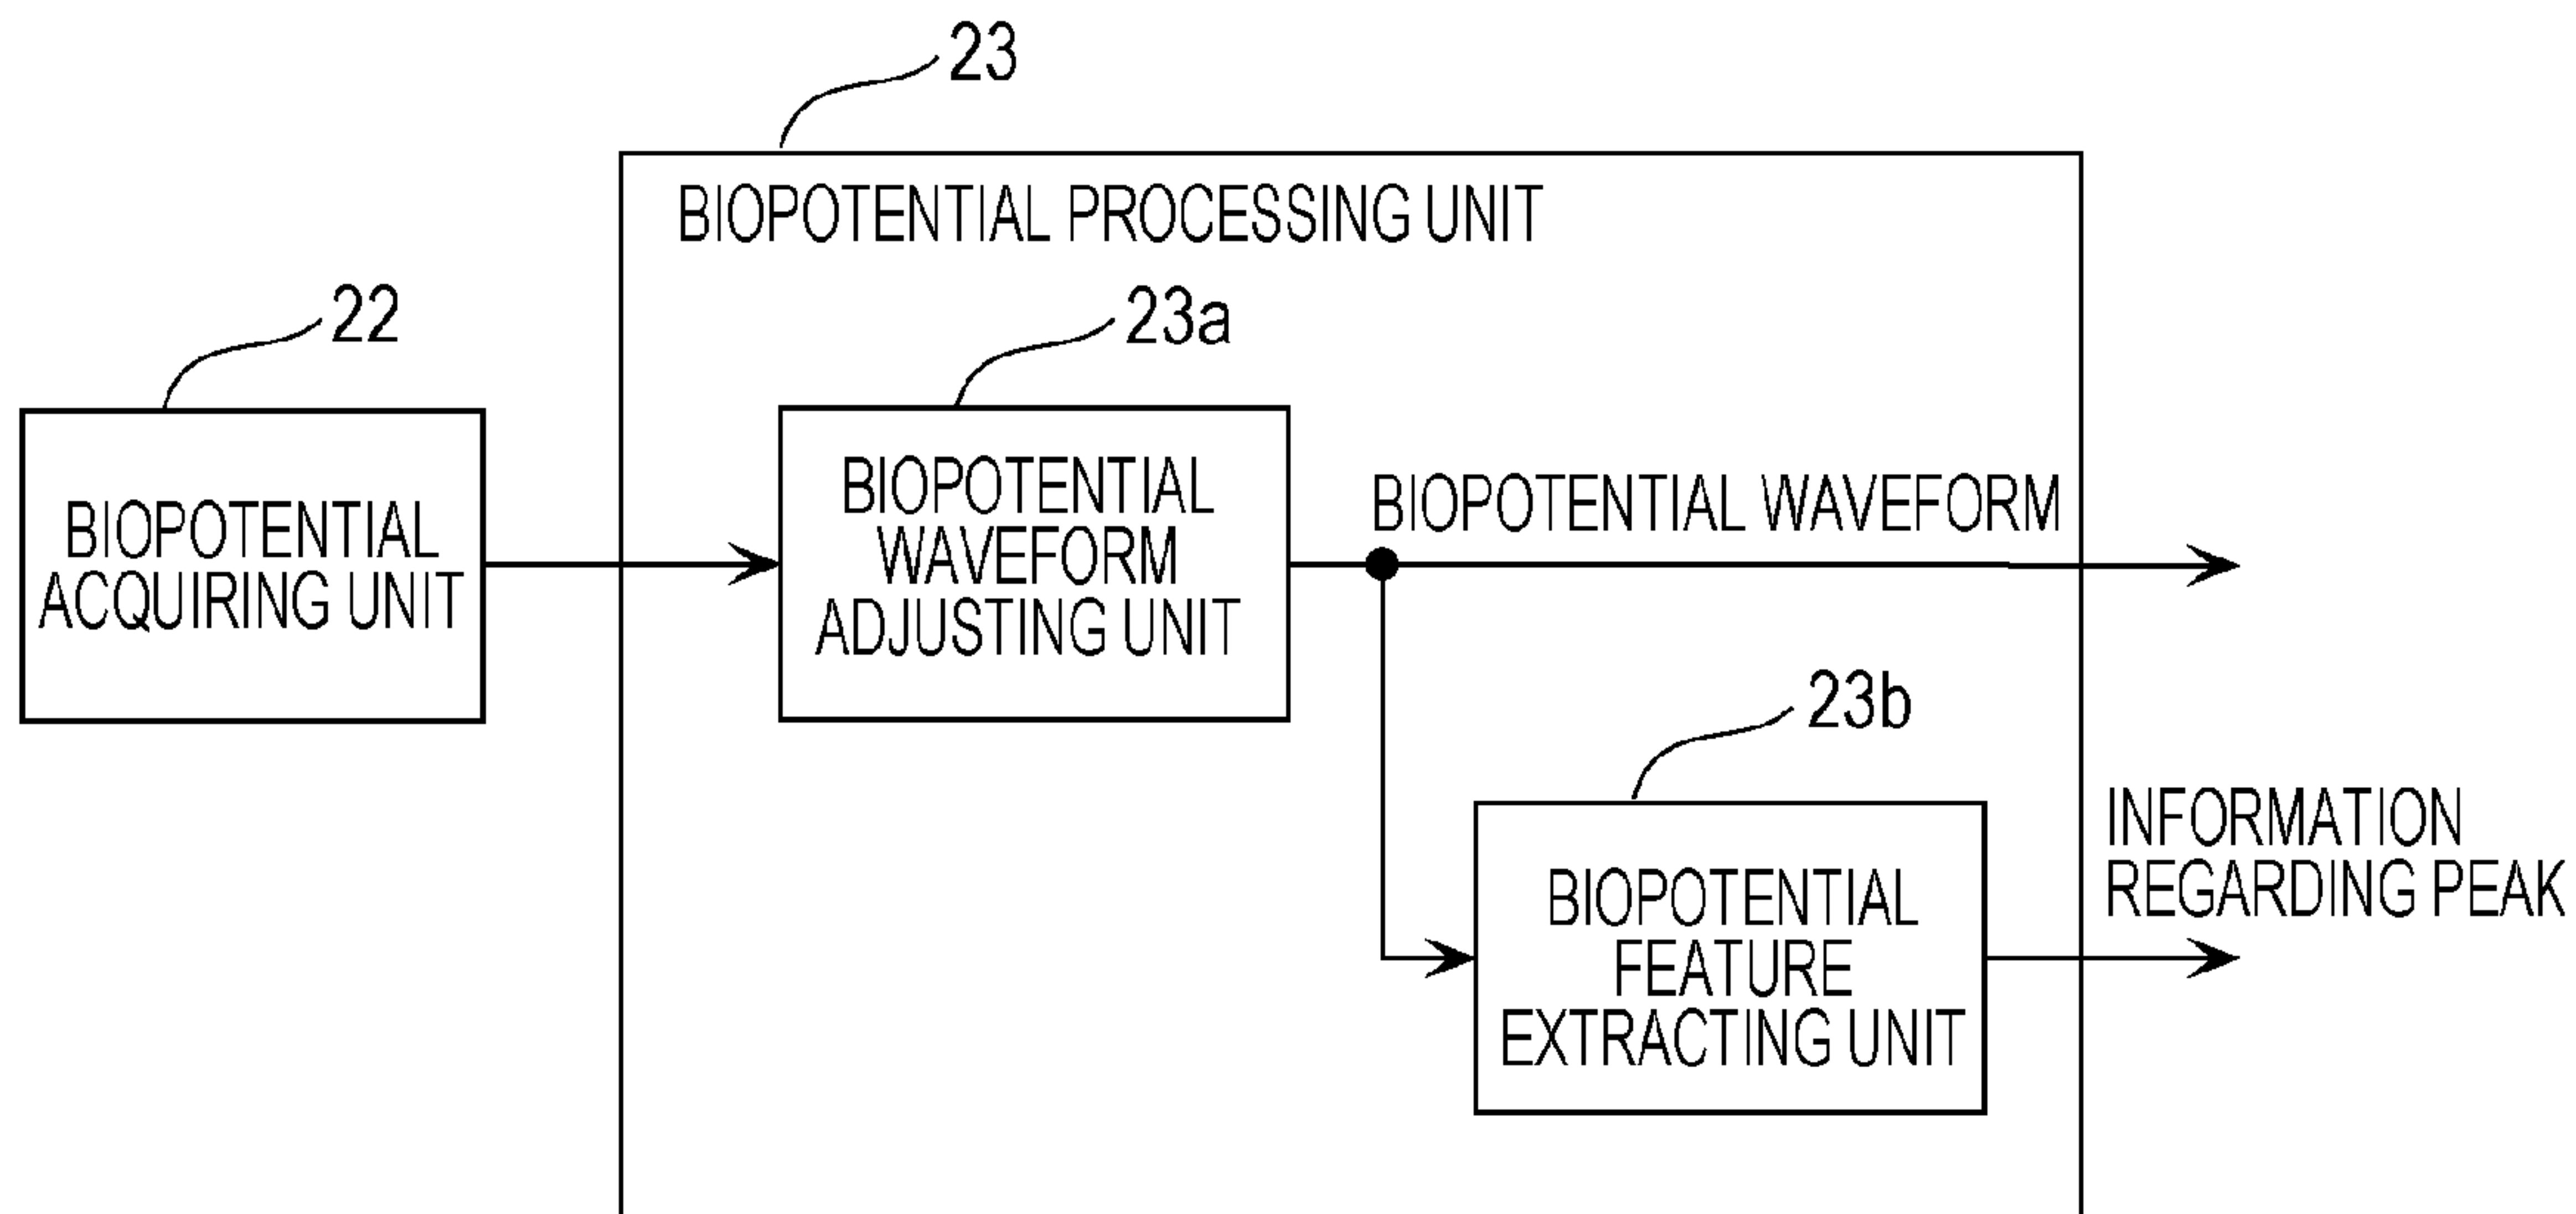 23
BIOPOTENTIAL PROCESSING UNIT
22
23a
BIOPOTENTIAL
ACQUIRING UNIT
BIOPOTENTIAL
WAVEFORM
ADJUSTING UNIT
BIOPOTENTIAL WAVEFORM
23b
BIOPOTENTIAL
FEATURE
EXTRACTING UNIT
INFORMATION
REGARDING PEAK